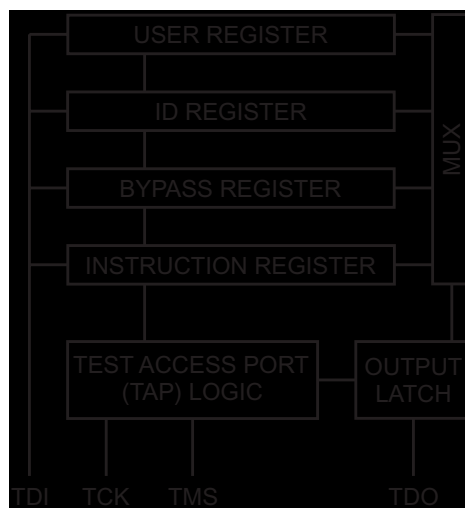 USER REGISTER
ID REGISTER
BYPASS REGISTER
INSTRUCTION REGISTER
MUX
TEST ACCESS PORT
(TAP) LOGIC
OUTPUT
LATCH
TDI TCK TMS TDO